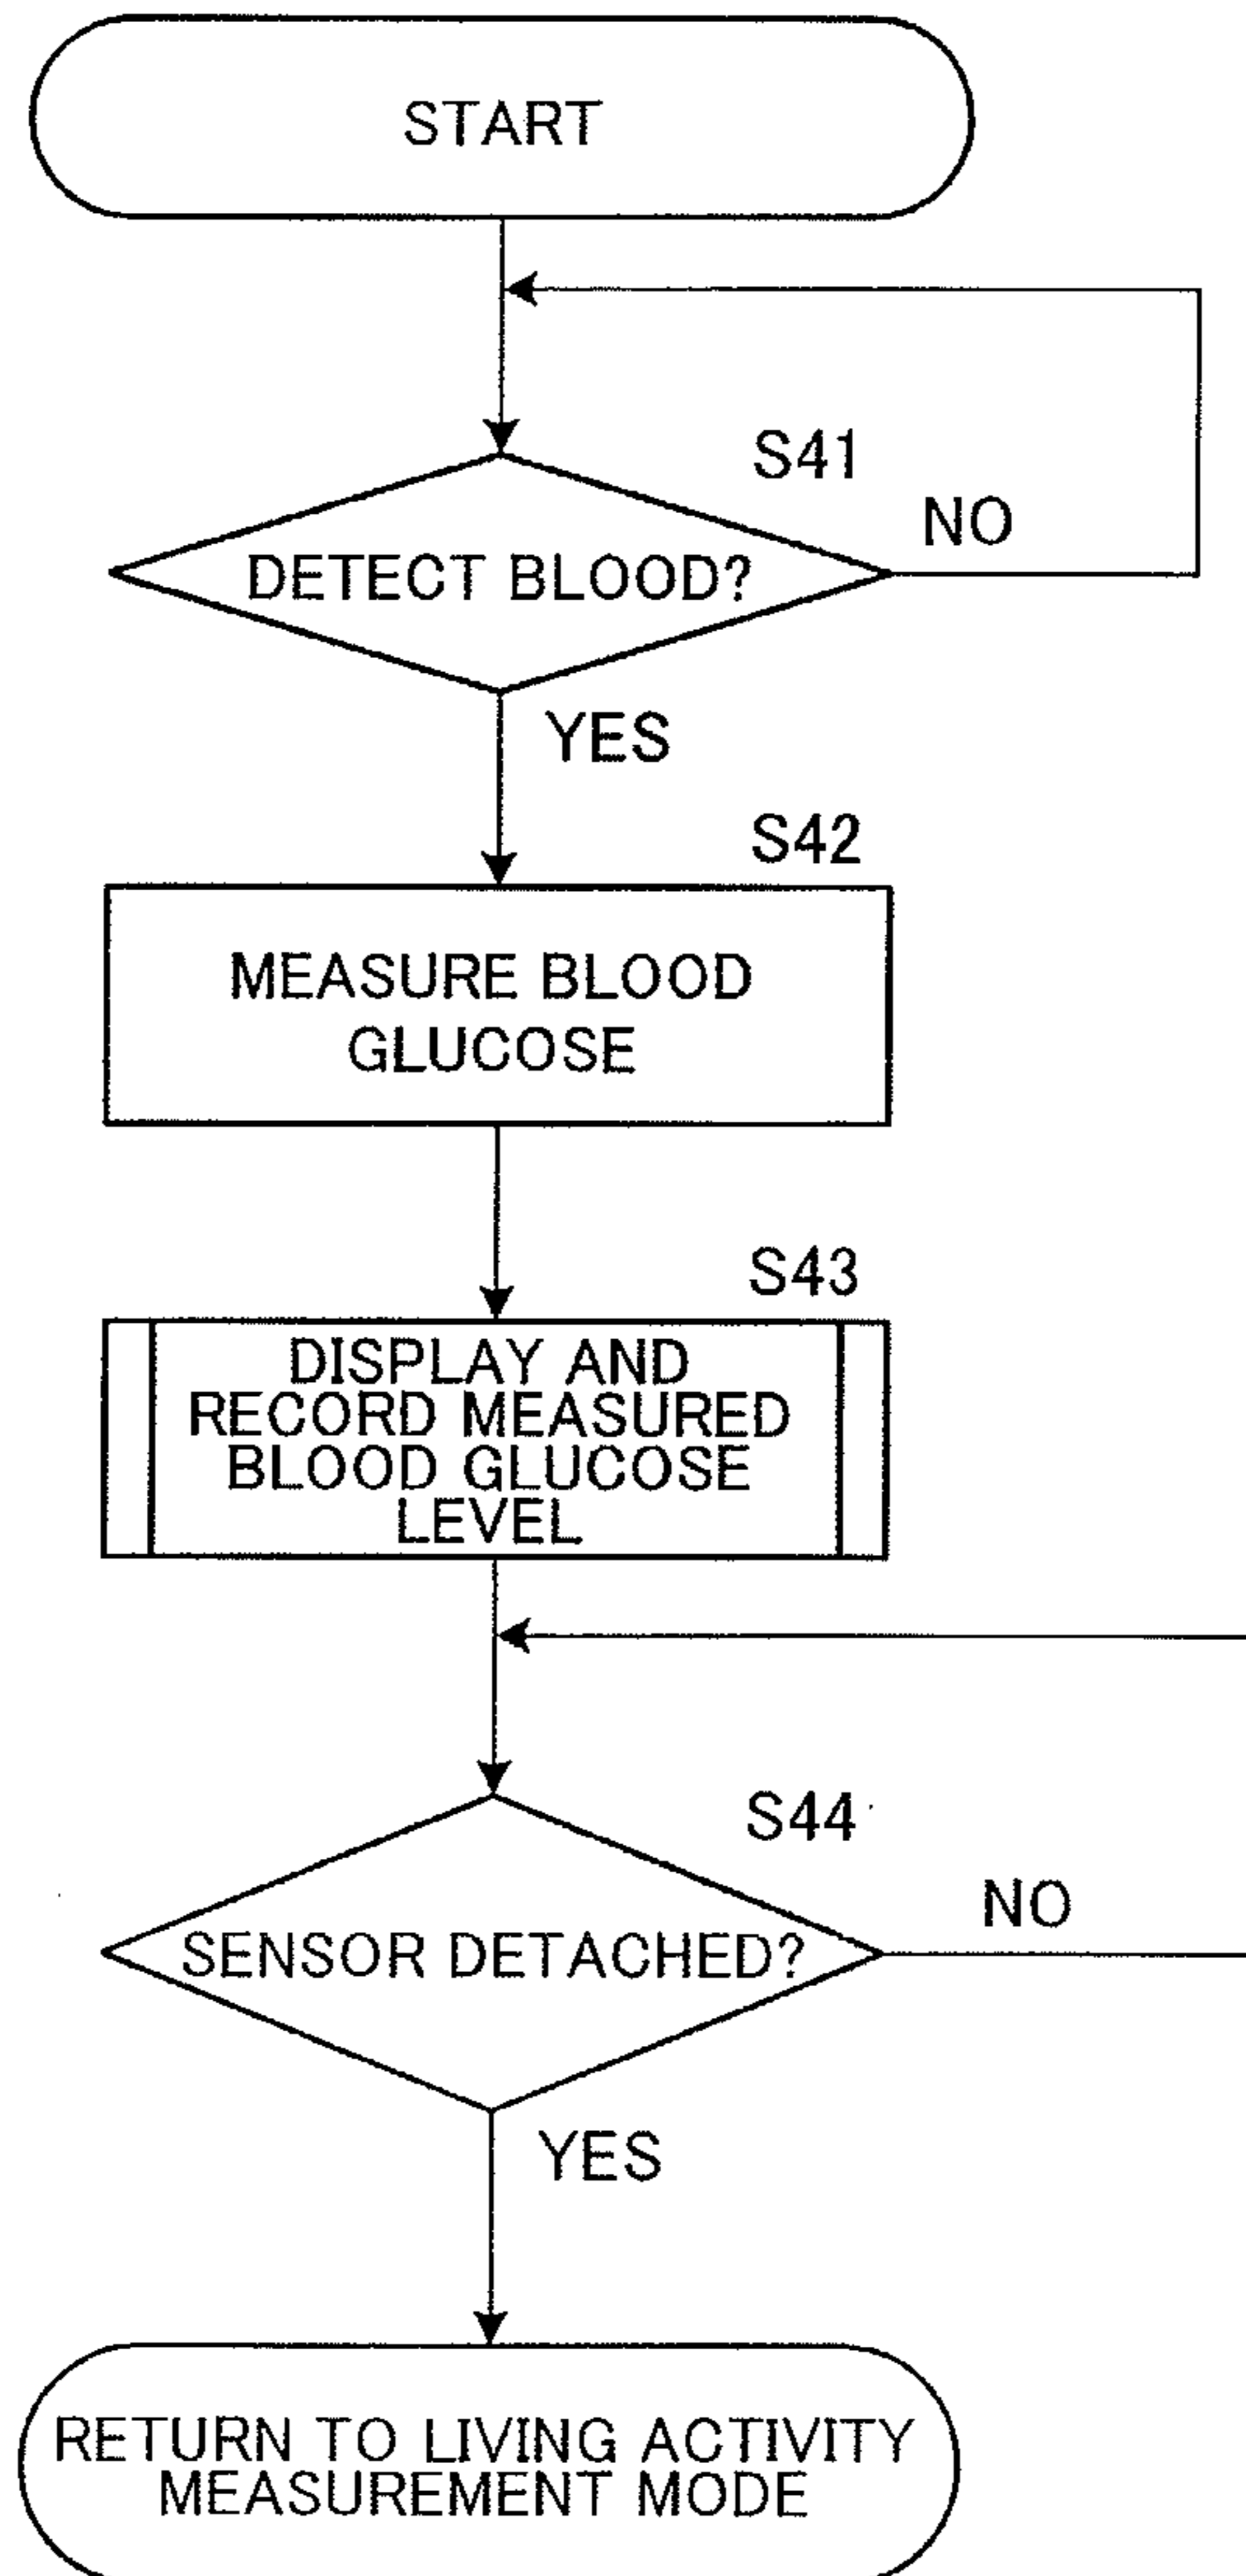 START
S41
NO
DETECT BLOOD?
YES
S42
MEASURE BLOOD
GLUCOSE
S43
DISPLAY AND
RECORD MEASURED
BLOOD GLUCOSE
LEVEL
S44
NO
SENSOR DETACHED?
YES
RETURN TO LIVING ACTIVITY
MEASUREMENT MODE